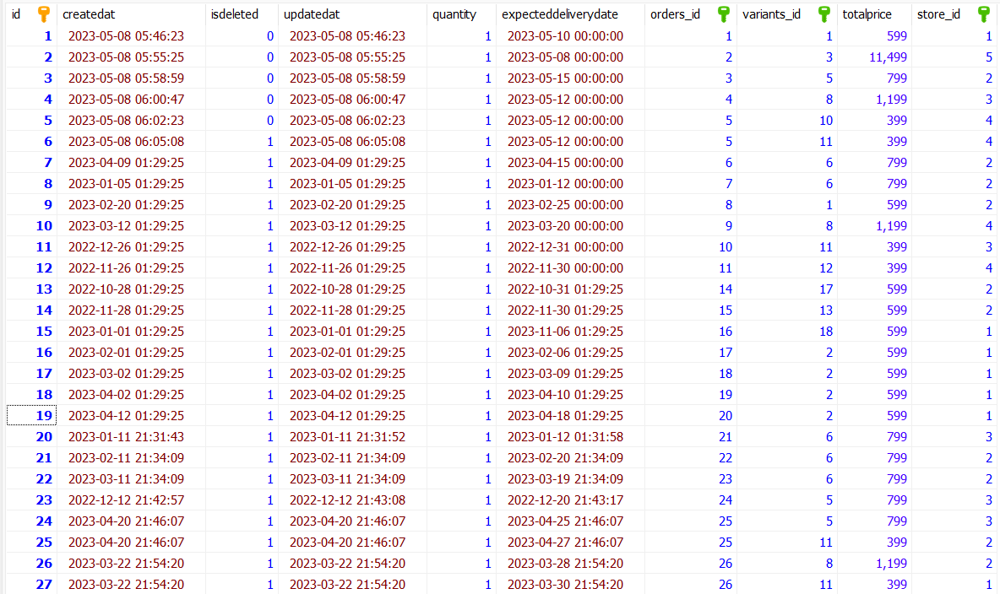 id createdat isdeleted updatedat quantity expecteddeliverydate orders_id variants_id totalprice store_id
1 2023-05-08 05:46:23 0 2023-05-08 05:46:23 1 2023-05-10 00:00:00 1 1 599 1
2 2023-05-08 05:55:25 0 2023-05-08 05:55:25 1 2023-05-08 00:00:00 2 3 11,499 5
3 2023-05-08 05:58:59 0 2023-05-08 05:58:59 1 2023-05-15 00:00:00 3 5 799 2
4 2023-05-08 06:00:47 0 2023-05-08 06:00:47 1 2023-05-12 00:00:00 4 8 1,199 3
5 2023-05-08 06:02:23 0 2023-05-08 06:02:23 1 2023-05-12 00:00:00 5 10 399 4
6 2023-05-08 06:05:08 1 2023-05-08 06:05:08 1 2023-05-12 00:00:00 5 11 399 4
7 2023-04-09 01:29:25 1 2023-04-09 01:29:25 1 2023-04-15 00:00:00 6 6 799 2
8 2023-01-05 01:29:25 1 2023-01-05 01:29:25 1 2023-01-12 00:00:00 7 6 799 2
9 2023-02-20 01:29:25 1 2023-02-20 01:29:25 1 2023-02-25 00:00:00 8 1 599 2
10 2023-03-12 01:29:25 1 2023-03-12 01:29:25 1 2023-03-20 00:00:00 9 8 1,199 4
11 2022-12-26 01:29:25 1 2022-12-26 01:29:25 1 2022-12-31 00:00:00 10 11 399 3
12 2022-11-26 01:29:25 1 2022-11-26 01:29:25 1 2022-11-30 00:00:00 11 12 399 4
13 2022-10-28 01:29:25 1 2022-10-28 01:29:25 1 2022-10-31 01:29:25 14 17 599 2
14 2022-11-28 01:29:25 1 2022-11-28 01:29:25 1 2022-11-30 01:29:25 15 13 599 2
15 2023-01-01 01:29:25 1 2023-01-01 01:29:25 1 2023-11-06 01:29:25 16 18 599 1
16 2023-02-01 01:29:25 1 2023-02-01 01:29:25 1 2023-02-06 01:29:25 17 2 599 1
17 2023-03-02 01:29:25 1 2023-03-02 01:29:25 1 2023-03-09 01:29:25 18 2 599 1
18 2023-04-02 01:29:25 1 2023-04-02 01:29:25 1 2023-04-10 01:29:25 19 2 599 1
19 2023-04-12 01:29:25 1 2023-04-12 01:29:25 1 2023-04-18 01:29:25 20 2 599 1
20 2023-01-11 21:31:43 1 2023-01-11 21:31:52 1 2023-01-12 01:31:58 21 6 799 3
21 2023-02-11 21:34:09 1 2023-02-11 21:34:09 1 2023-02-20 21:34:09 22 6 799 2
22 2023-03-11 21:34:09 1 2023-03-11 21:34:09 1 2023-03-19 21:34:09 23 6 799 2
23 2022-12-12 21:42:57 1 2022-12-12 21:43:08 1 2022-12-20 21:43:17 24 5 799 3
24 2023-04-20 21:46:07 1 2023-04-20 21:46:07 1 2023-04-25 21:46:07 25 5 799 3
25 2023-04-20 21:46:07 1 2023-04-20 21:46:07 1 2023-04-27 21:46:07 25 11 399 2
26 2023-03-22 21:54:20 1 2023-03-22 21:54:20 1 2023-03-28 21:54:20 26 8 1,199 2
27 2023-03-22 21:54:20 1 2023-03-22 21:54:20 1 2023-03-30 21:54:20 26 11 399 1